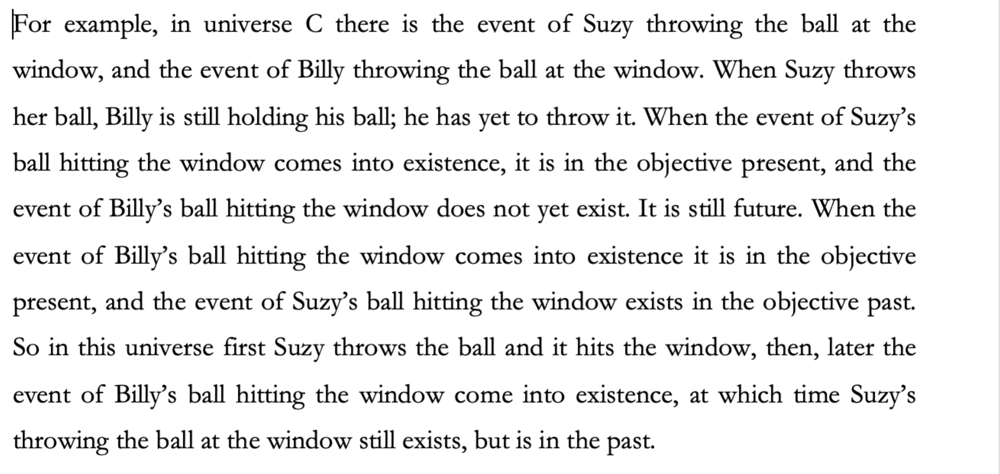 For example, in universe C there is the event of Suzy throwing the ball at the
window, and the event of Billy throwing the ball at the window. When Suzy throws
her ball, Billy is still holding his ball; he has yet to throw it. When the event of Suzy’s
ball hitting the window comes into existence, it is in the objective present, and the
event of Billy’s ball hitting the window does not yet exist. It is still future. When the
event of Billy’s ball hitting the window comes into existence it is in the objective
present, and the event of Suzy’s ball hitting the window exists in the objective past.
So in this universe first Suzy throws the ball and it hits the window, then, later the
event of Billy’s ball hitting the window come into existence, at which time Suzy’s
throwing the ball at the window still exists, but is in the past.